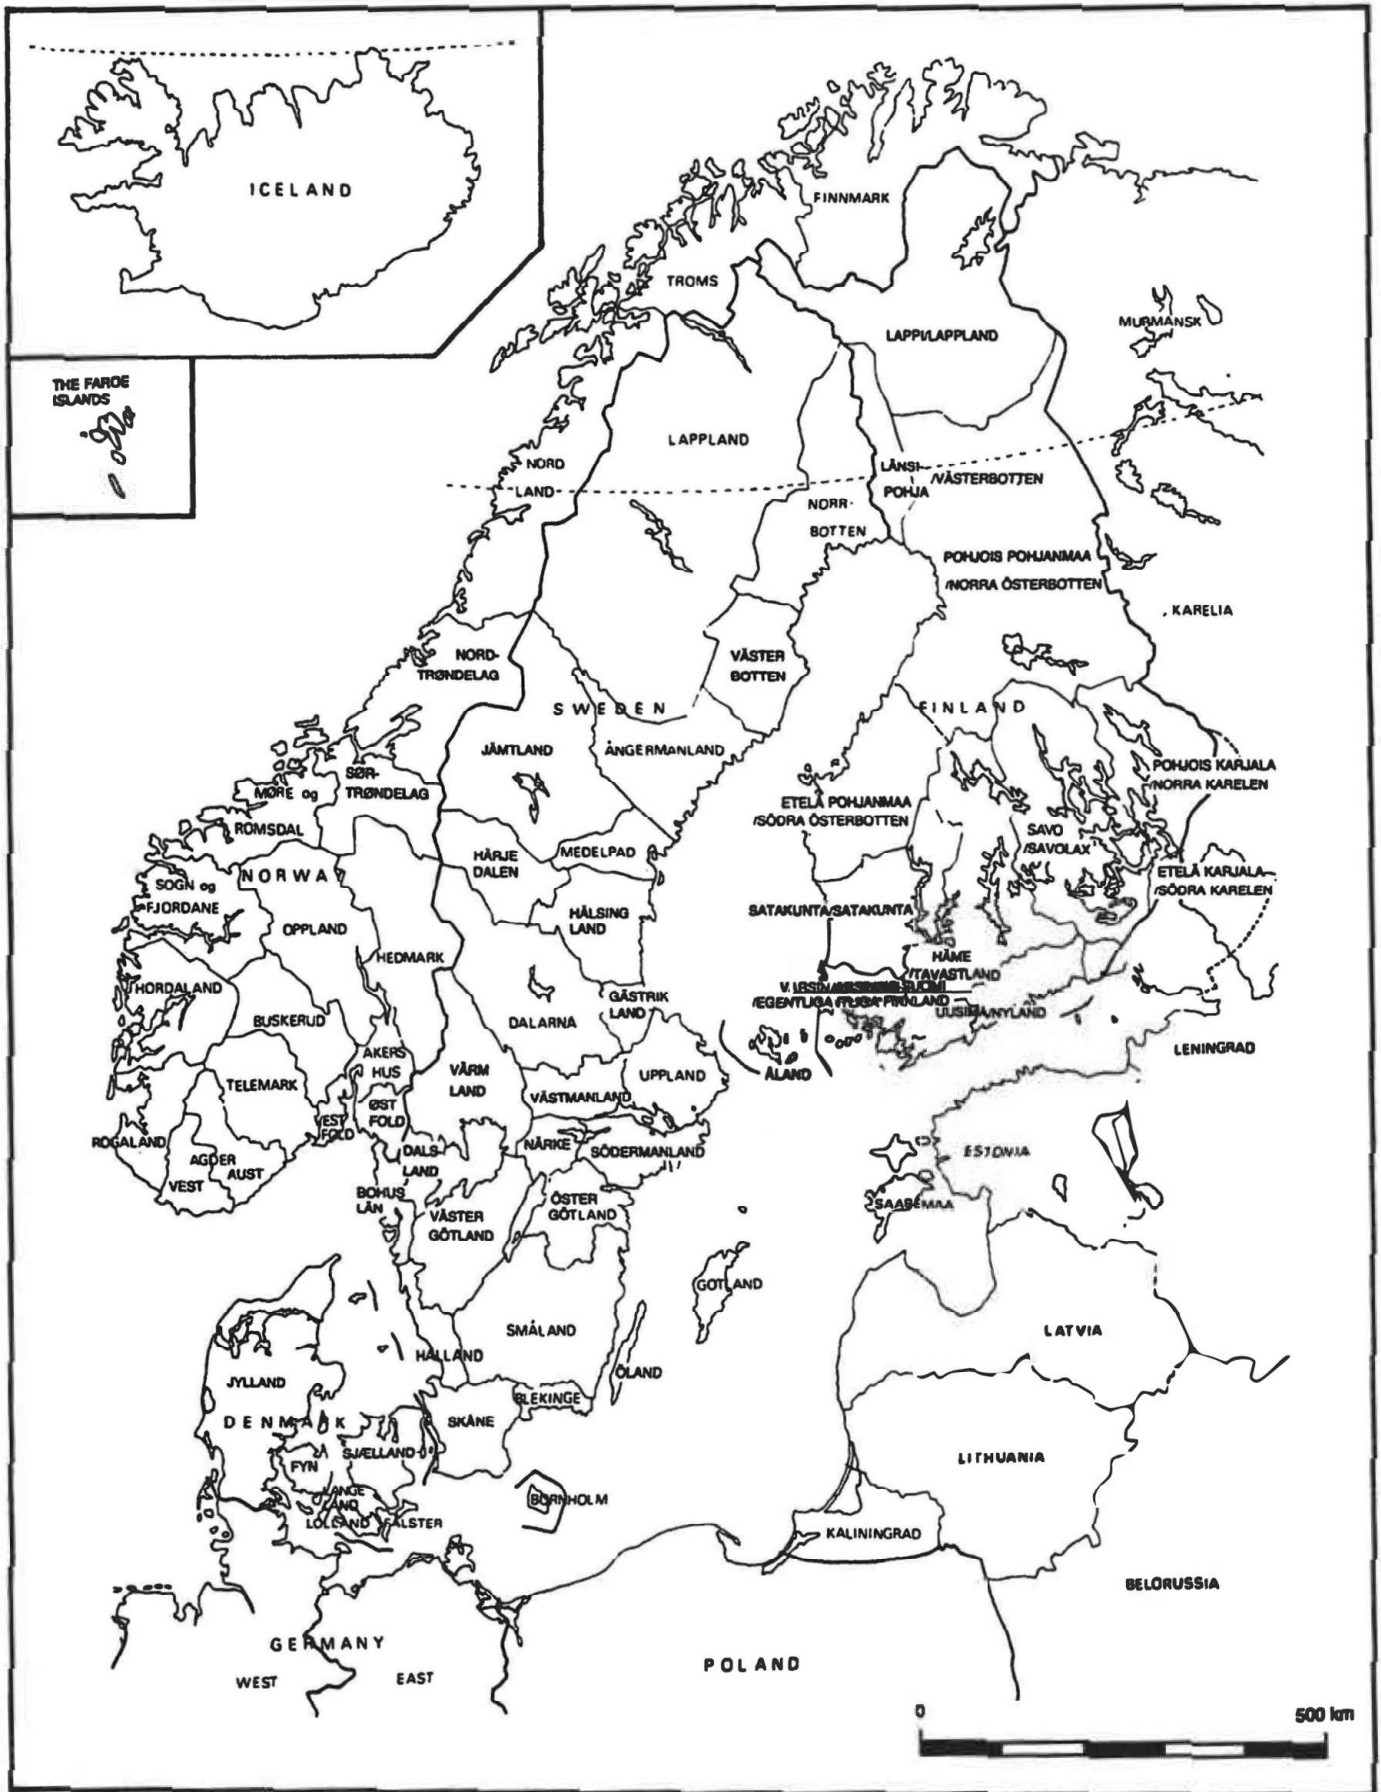 ICELAND
THE FAROE
ISLANDS
FINNMARK
TROMS
MURMANSK
LAPPI/LAPPLAND
LAPPLAND
NORD
LAND
LÄNSI-
POHJA
/VÄSTERBOTTEN
NORR-
BOTTEN
POHJOIS POHJANMAA
/NORRA ÖSTERBOTTEN
KARELIA
NORD-
TRØNDELAG
VÄSTER
BOTTEN
SWEDEN
FINLAND
JÄMTLAND
ÅNGERMANLAND
SØR-
TRØNDELAG
MØRE og
ROMSDAL
POHJOIS KARJALA
/NORRA KARELEN
ETELÄ POHJANMAA
/SÖDRA ÖSTERBOTTEN
SAVO
/SAVOLAX
HÄRJE
DALEN
MEDELPAD
NORWA
SOGN og
FJORDANE
ETELÄ KARJALA
/SÖDRA KARELEN
OPPLAND
HÄLSING
LAND
SATAKUNTA/SATAKUNTA
HEDMARK
HÄME
/TAVASTLAND
HORDALAND
GÄSTRIK
LAND
/EGENTLIGA
FINLAND
UUSIMA/NYLAND
BUSKERUD
DALARNA
LENINGRAD
AKERS
HUS
VÄRM
LAND
ÅLAND
UPPLAND
TELEMARK
VÄSTMANLAND
ØST
FOLD
VEST
FOLD
ROGALAND
NÄRKE
SÖDERMANLAND
DALS
LAND
ESTONIA
AGDER
VEST
AUST
BOHUS
LÄN
ÖSTER
GÖTLAND
SAAREMAA
VÄSTER
GÖTLAND
GOTLAND
SMÅLAND
LATVIA
HALLAND
ÖLAND
JYLLAND
BLEKINGE
DENMARK
SKÅNE
SJÆLLAND
FYN
LITHUANIA
LANGE
LAND
BORNHOLM
LOLLAND
FALSTER
KALININGRAD
BELORUSSIA
GERMANY
WEST
EAST
POLAND
0
500 km